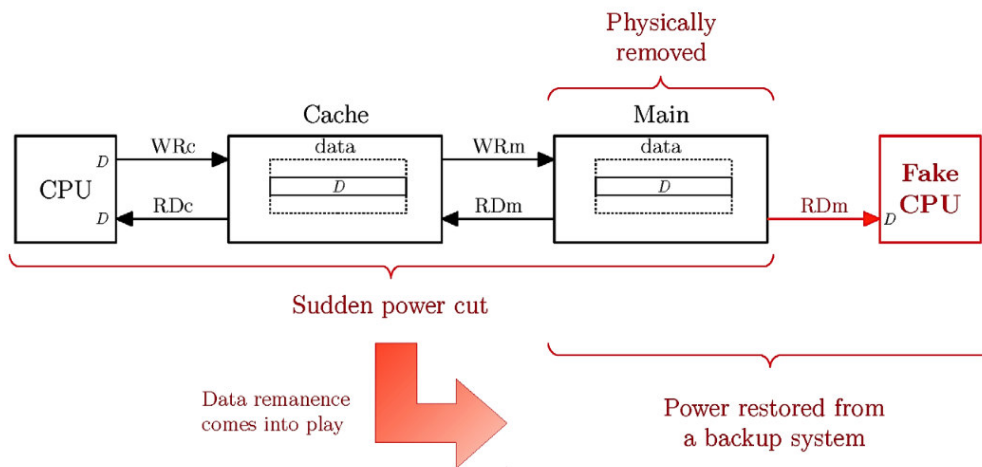 Physically
removed
Cache
Main
CPU
D
D
WRc
RDc
data
D
WRm
RDm
data
D
RDm
D
Fake
CPU
Sudden power cut
Data remanence
comes into play
Power restored from
a backup system